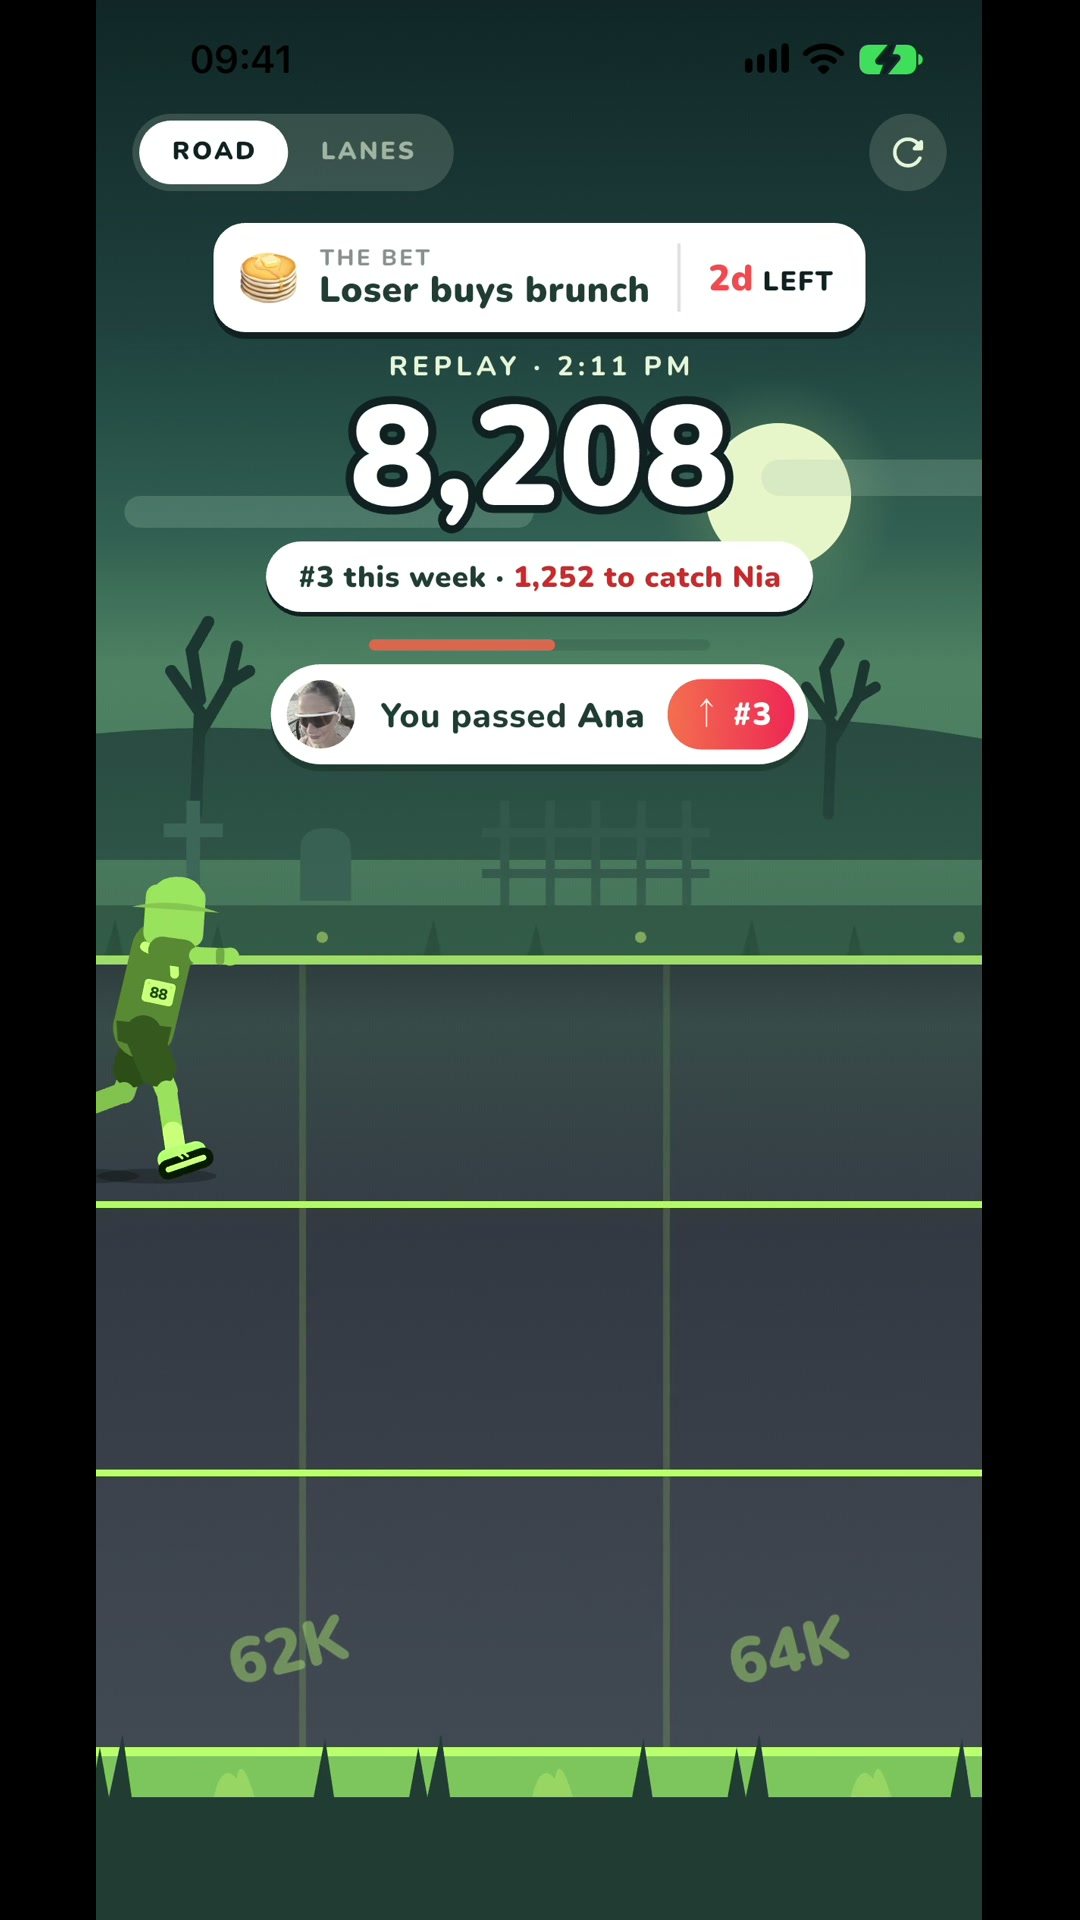 09:41
ROAD LANES
THE BET
Loser buys brunch
2d LEFT
REPLAY · 2:11 PM
8,208
#3 this week · 1,252 to catch Nia
You passed Ana
↑ #3
88
62K 64K